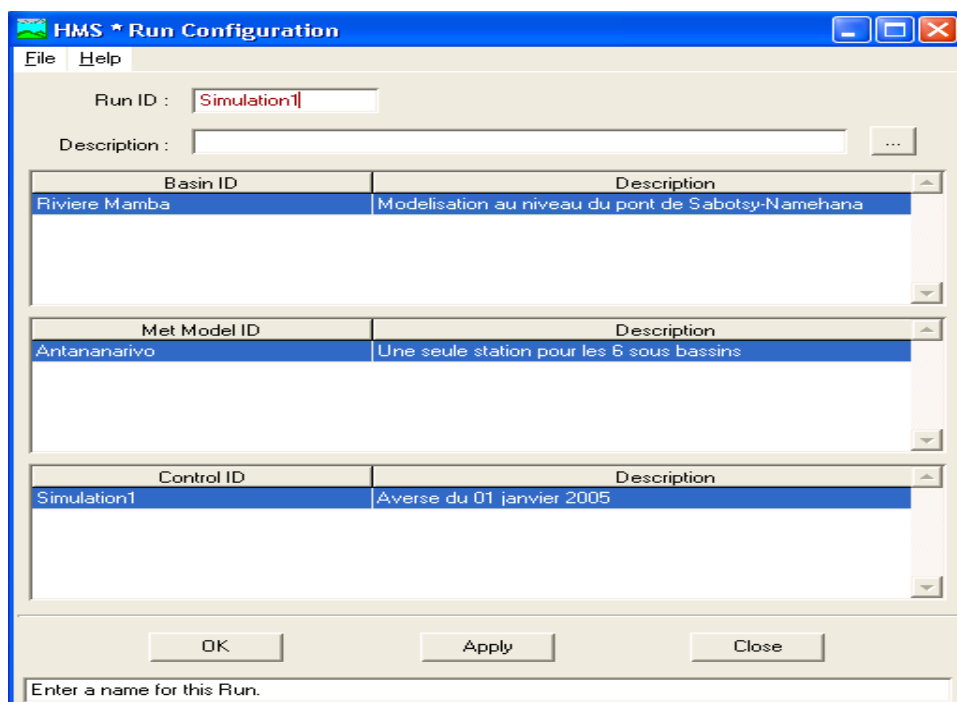 HMS * Run Configuration
File Help
Run ID : Simulation1
Description :
...
Basin ID Description
Riviere Mamba Modelisation au niveau du pont de Sabotsy-Namehana
Met Model ID Description
Antananarivo Une seule station pour les 6 sous bassins
Control ID Description
Simulation1 Averse du 01 janvier 2005
OK Apply Close
Enter a name for this Run.